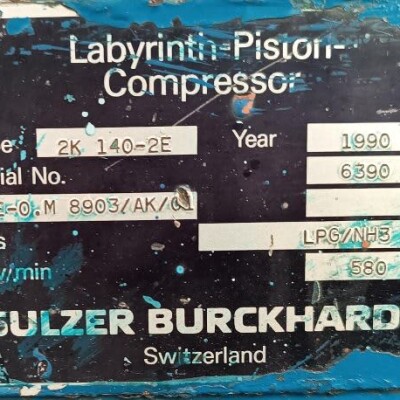 Labyrinth-Piston-
Compressor
e 2K 140-2E Year 1990
ial No. 6390
E-O.M 8903/AK/01
s LPG/NH3
v/min 580
SULZER BURCKHARD
Switzerland